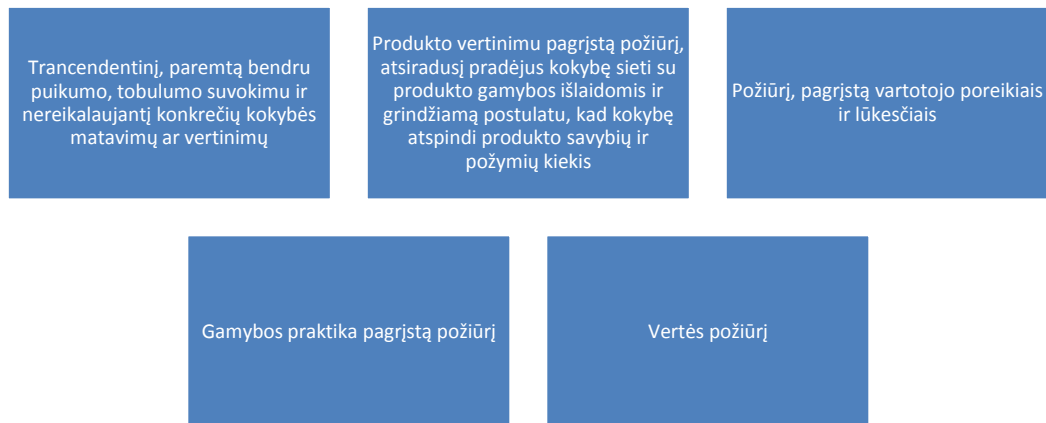 Trancendentinį, paremtą bendru
puikumo, tobulumo suvokimu ir
nereikalaujantį konkrečių kokybės
matavimų ar vertinimų
Produkto vertinimu pagrįstą požiūrį,
atsiradusį pradėjus kokybę sieti su
produkto gamybos išlaidomis ir
grindžiamą postulatu, kad kokybę
atspindi produkto savybių ir
požymių kiekis
Požiūrį, pagrįstą vartotojo poreikiais
ir lūkesčiais
Gamybos praktika pagrįstą požiūrį
Vertės požiūrį